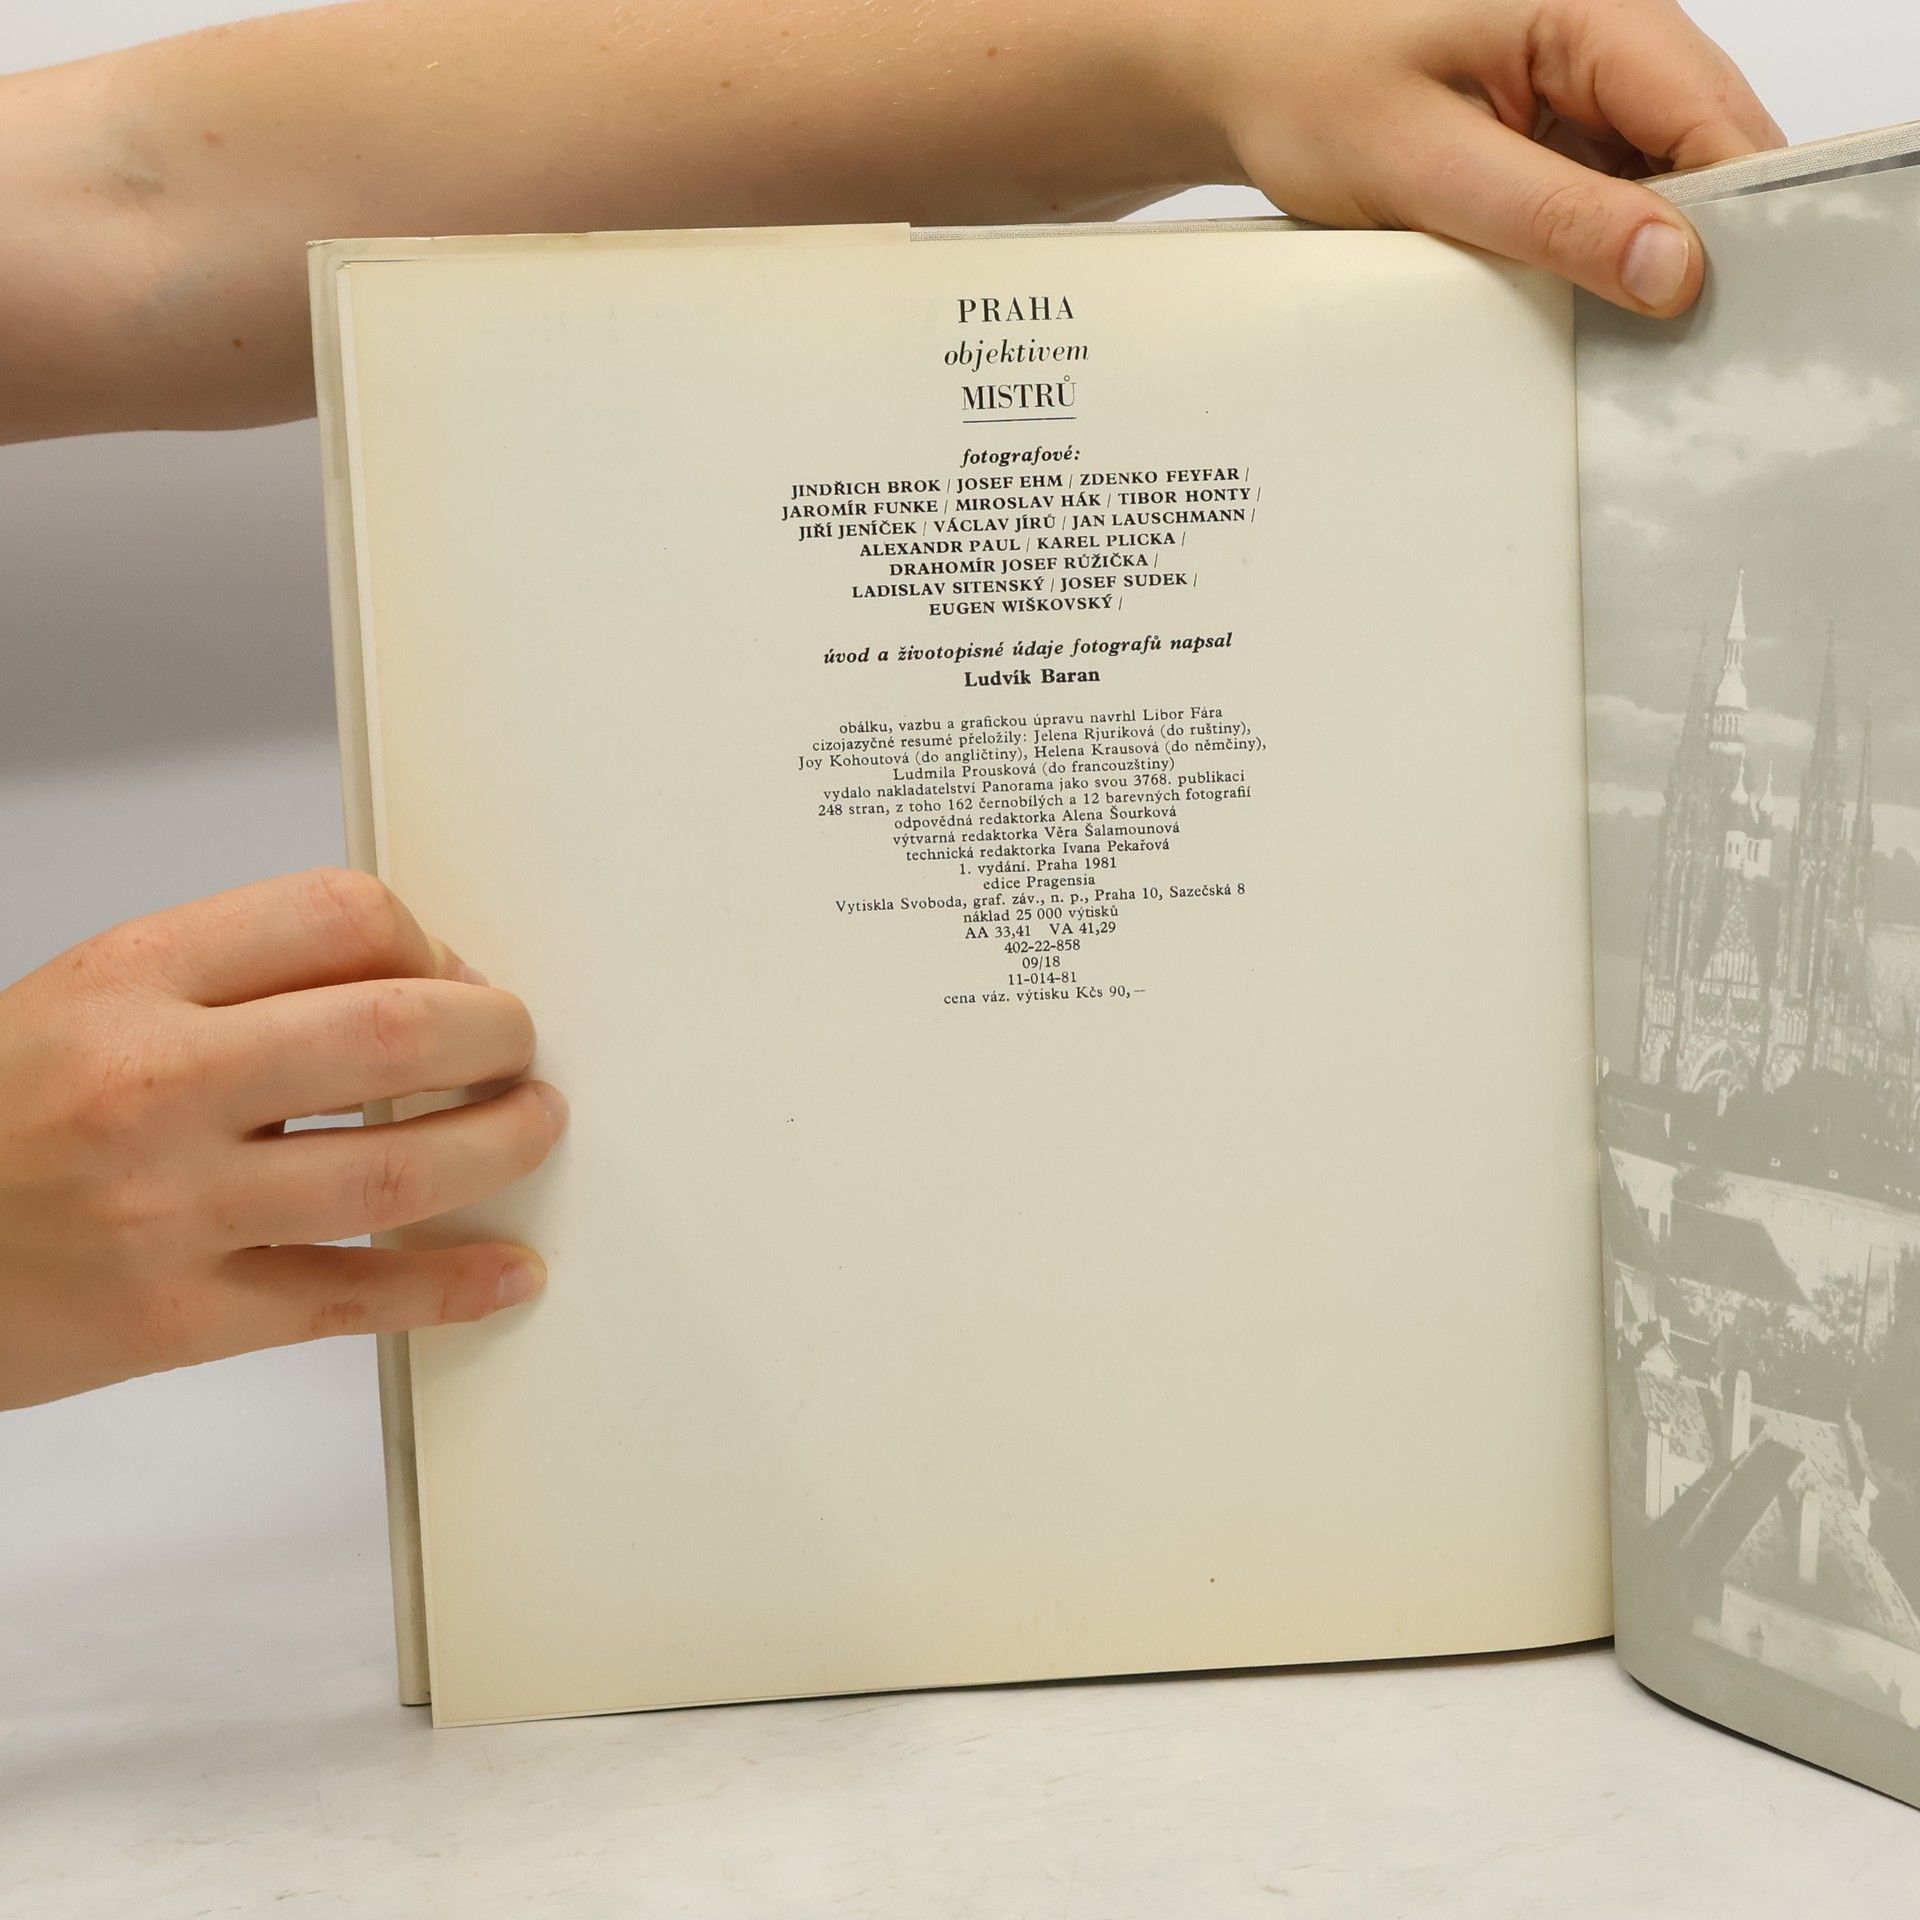 PRAHA
objektivem
MISTRŮ
fotografové:
JINDŘICH BROK / JOSEF EHM / ZDENKO FEYFAR /
JAROMÍR FUNKE / MIROSLAV HÁK / TIBOR HONTY /
JIŘÍ JENÍČEK / VÁCLAV JÍRŮ / JAN LAUSCHMANN /
ALEXANDR PAUL / KAREL PLICKA /
DRAHOMÍR JOSEF RŮŽIČKA /
LADISLAV SITENSKÝ / JOSEF SUDEK /
EUGEN WIŠKOVSKÝ /
úvod a životopisné údaje fotografů napsal
Ludvík Baran
obálku, vazbu a grafickou úpravu navrhl Libor Fára
cizojazyčné resumé přeložily: Jelena Rjuriková (do ruštiny),
Joy Kohoutová (do angličtiny), Helena Krausová (do němčiny),
Ludmila Prousková (do francouzštiny)
vydalo nakladatelství Panorama jako svou 3768. publikaci
248 stran, z toho 162 černobílých a 12 barevných fotografií
odpovědná redaktorka Alena Šourková
výtvarná redaktorka Věra Šalamounová
technická redaktorka Ivana Pekařová
1. vydání. Praha 1981
edice Pragensia
Vytiskla Svoboda, graf. záv., n. p., Praha 10, Sazečská 8
náklad 25 000 výtisků
AA 33,41 VA 41,29
402-22-858
09/18
11-014-81
cena váz. výtisku Kčs 90,—